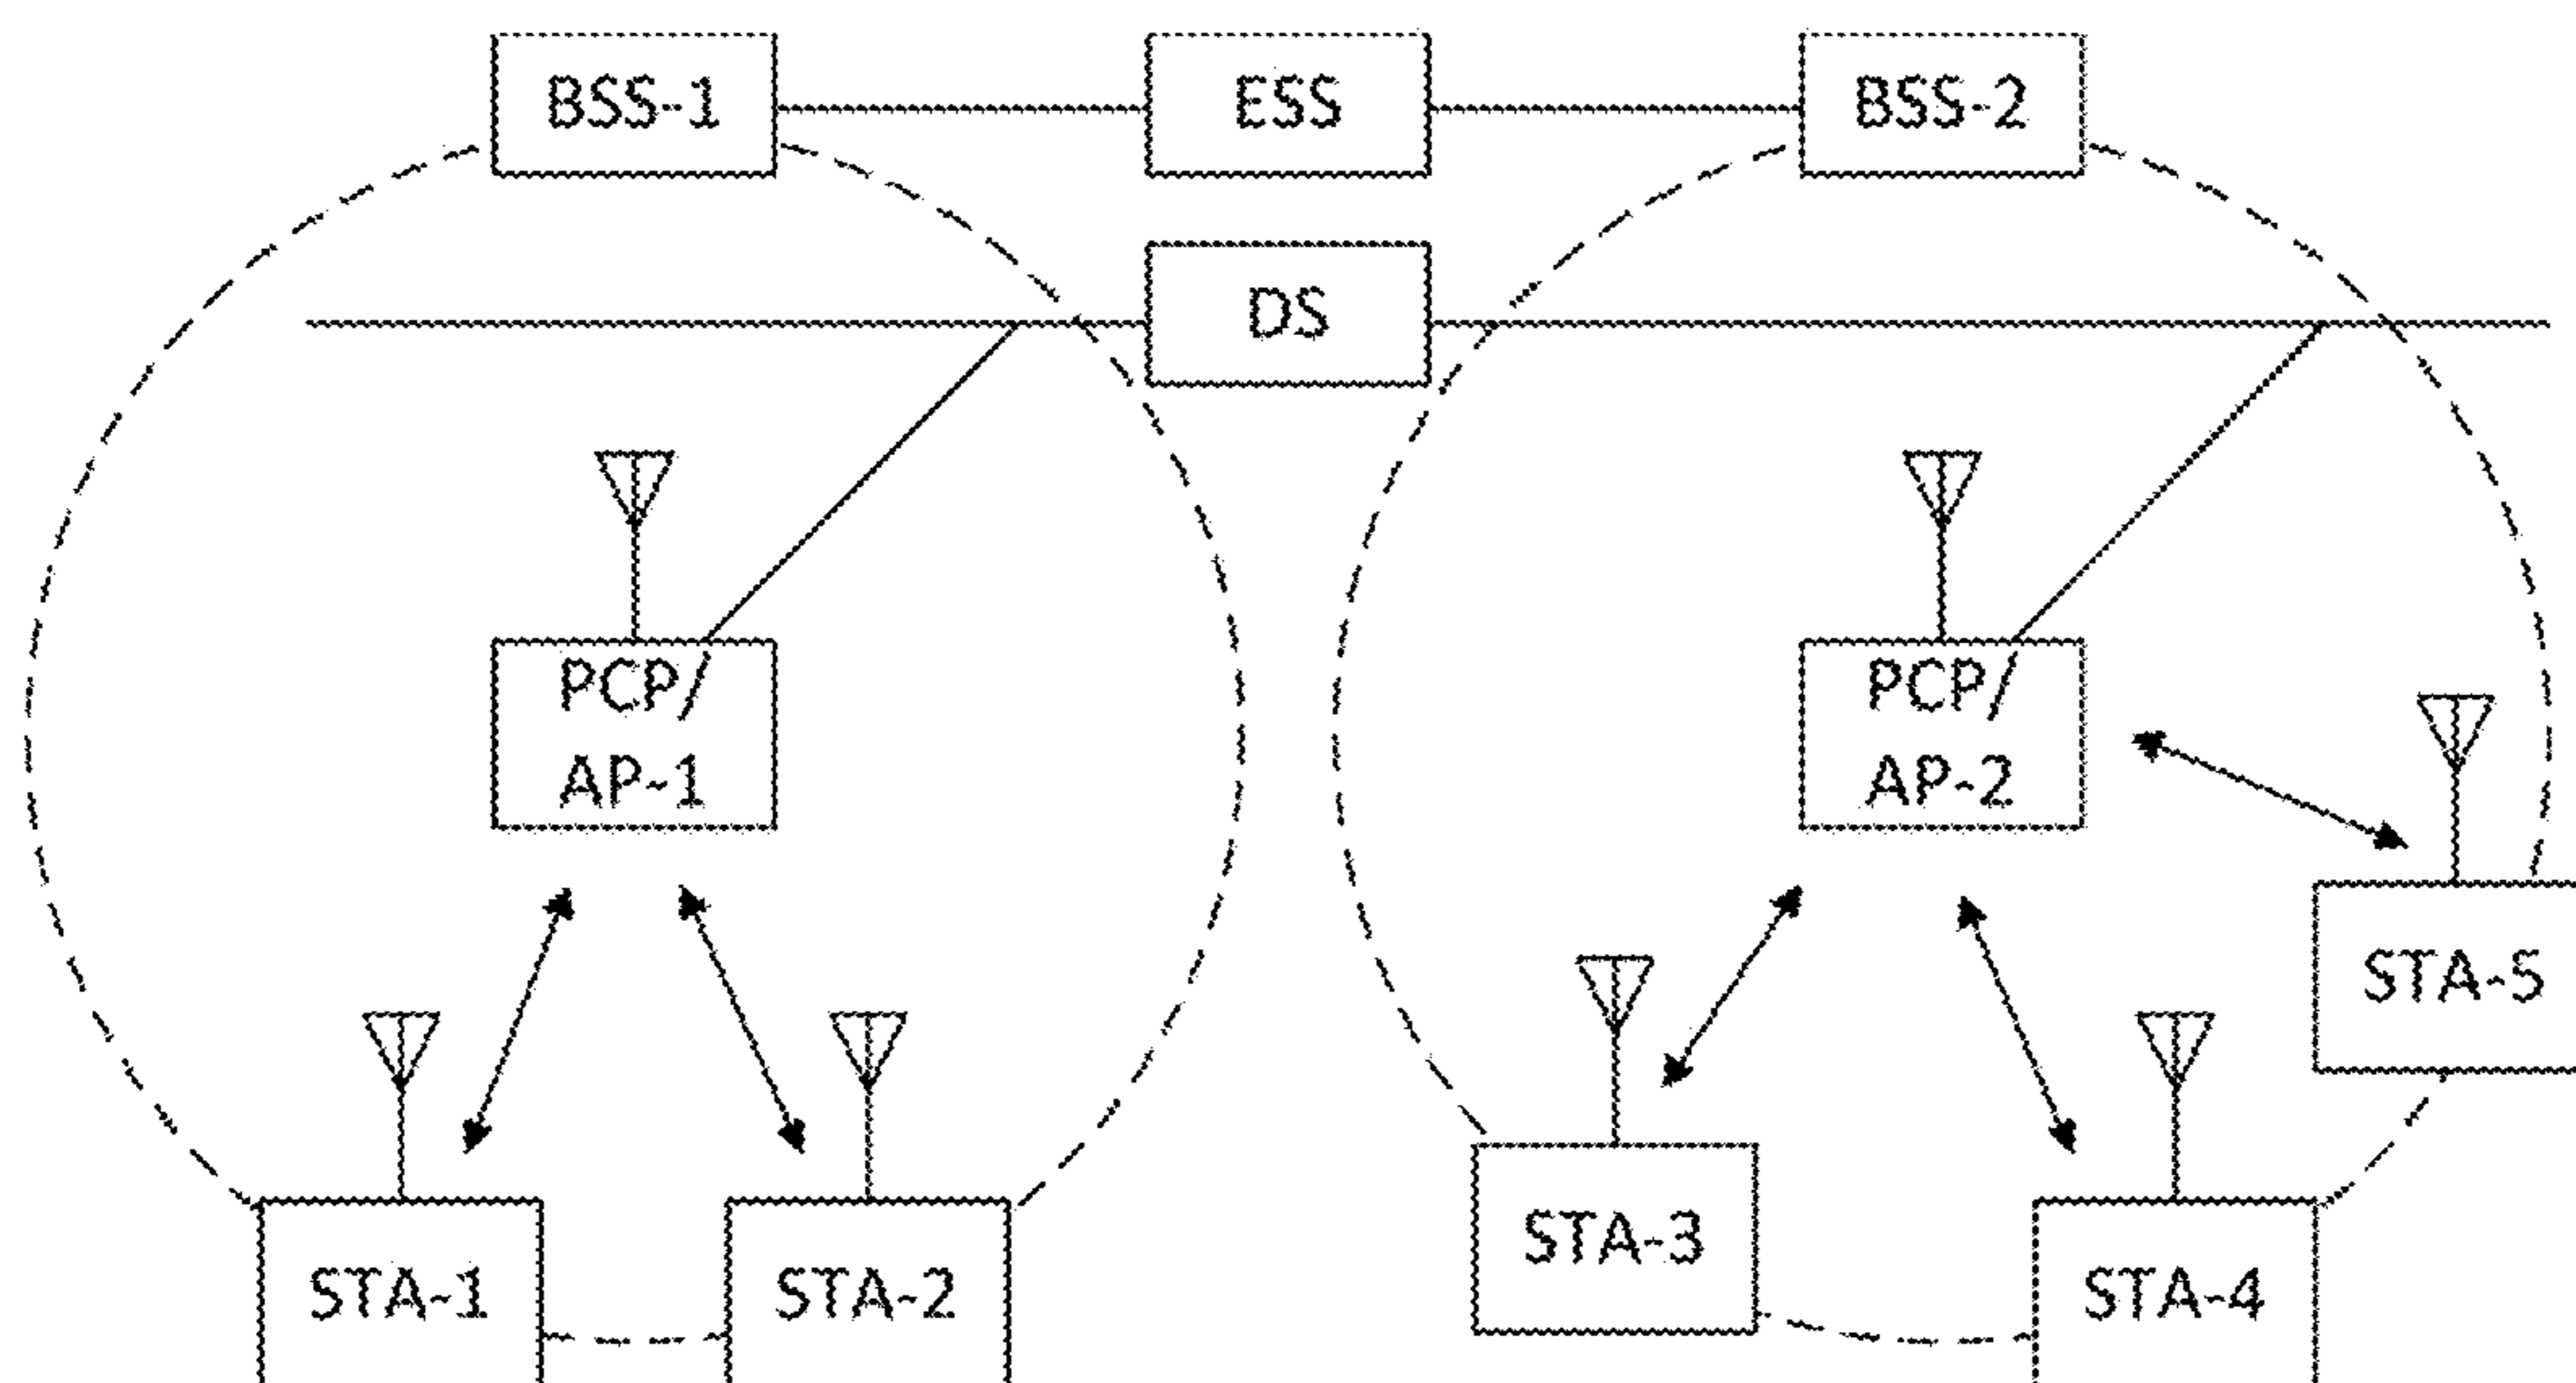 BSS-1
ESS
BSS-2
DS
PCP/
AP-1
PCP/
AP-2
STA-5
STA-3
STA-1
STA-2
STA-4